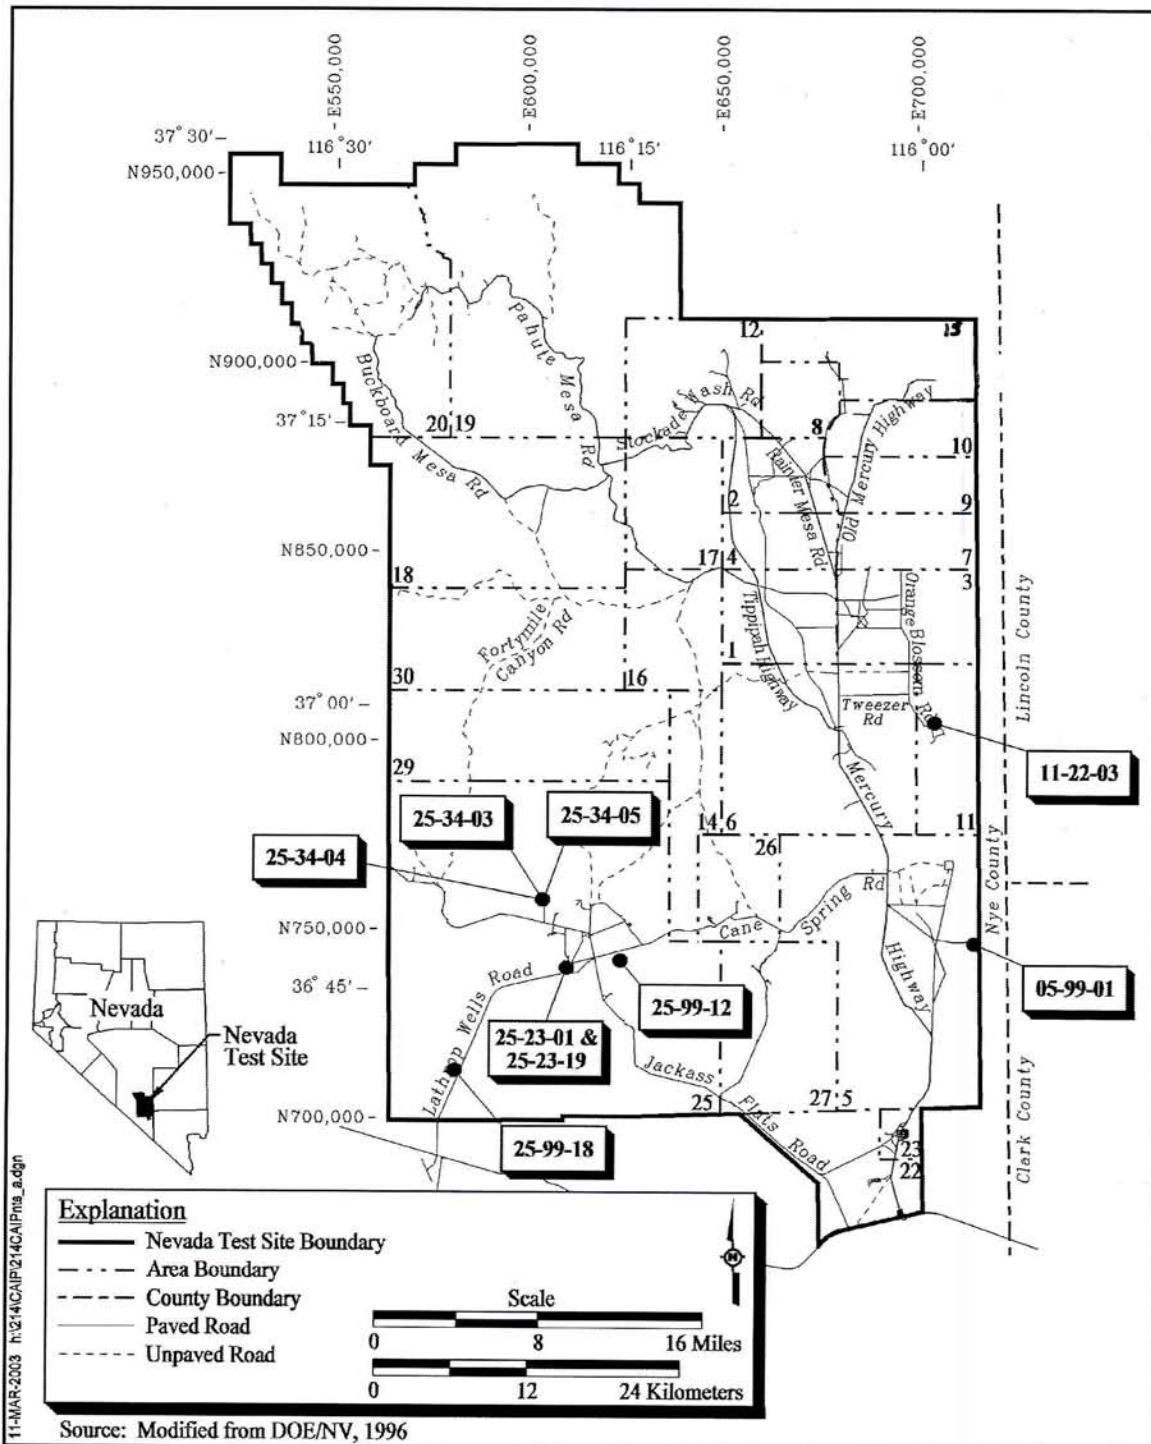 E550,000
E600,000
E650,000
E700,000
37° 30'
116° 30'
116° 15'
116° 00'
N950,000
N900,000
37° 15'
N850,000
37° 00'
N800,000
N750,000
36° 45'
N700,000
Pahute Mesa Rd
Buckboard Mesa Rd
Stockade Wash Rd
Rainier Mesa Rd
Old Mercury Highway
12
15
20
19
8
10
2
9
17
4
7
18
3
Fortymile
Canyon Rd
Tippipah Highway
Orange Blossom Rd
1
30
16
Tweezer
Rd
Lincoln County
11-22-03
29
Mercury
Highway
25-34-03
25-34-05
25-34-04
14
6
26
11
Nye County
Cane Spring Rd
05-99-01
Lathrop Wells Road
25-99-12
25-23-01 &
25-23-19
Jackass Flats Road
25
27
5
Clark County
25-99-18
23
22
Nevada
Nevada
Test Site
Explanation
Nevada Test Site Boundary
Area Boundary
County Boundary
Paved Road
Unpaved Road
N
Scale
0 8 16 Miles
0 12 24 Kilometers
Source: Modified from DOE/NV, 1996
11-MAR-2003 h:\214\CAIP\214CAIPnts_a.dgn